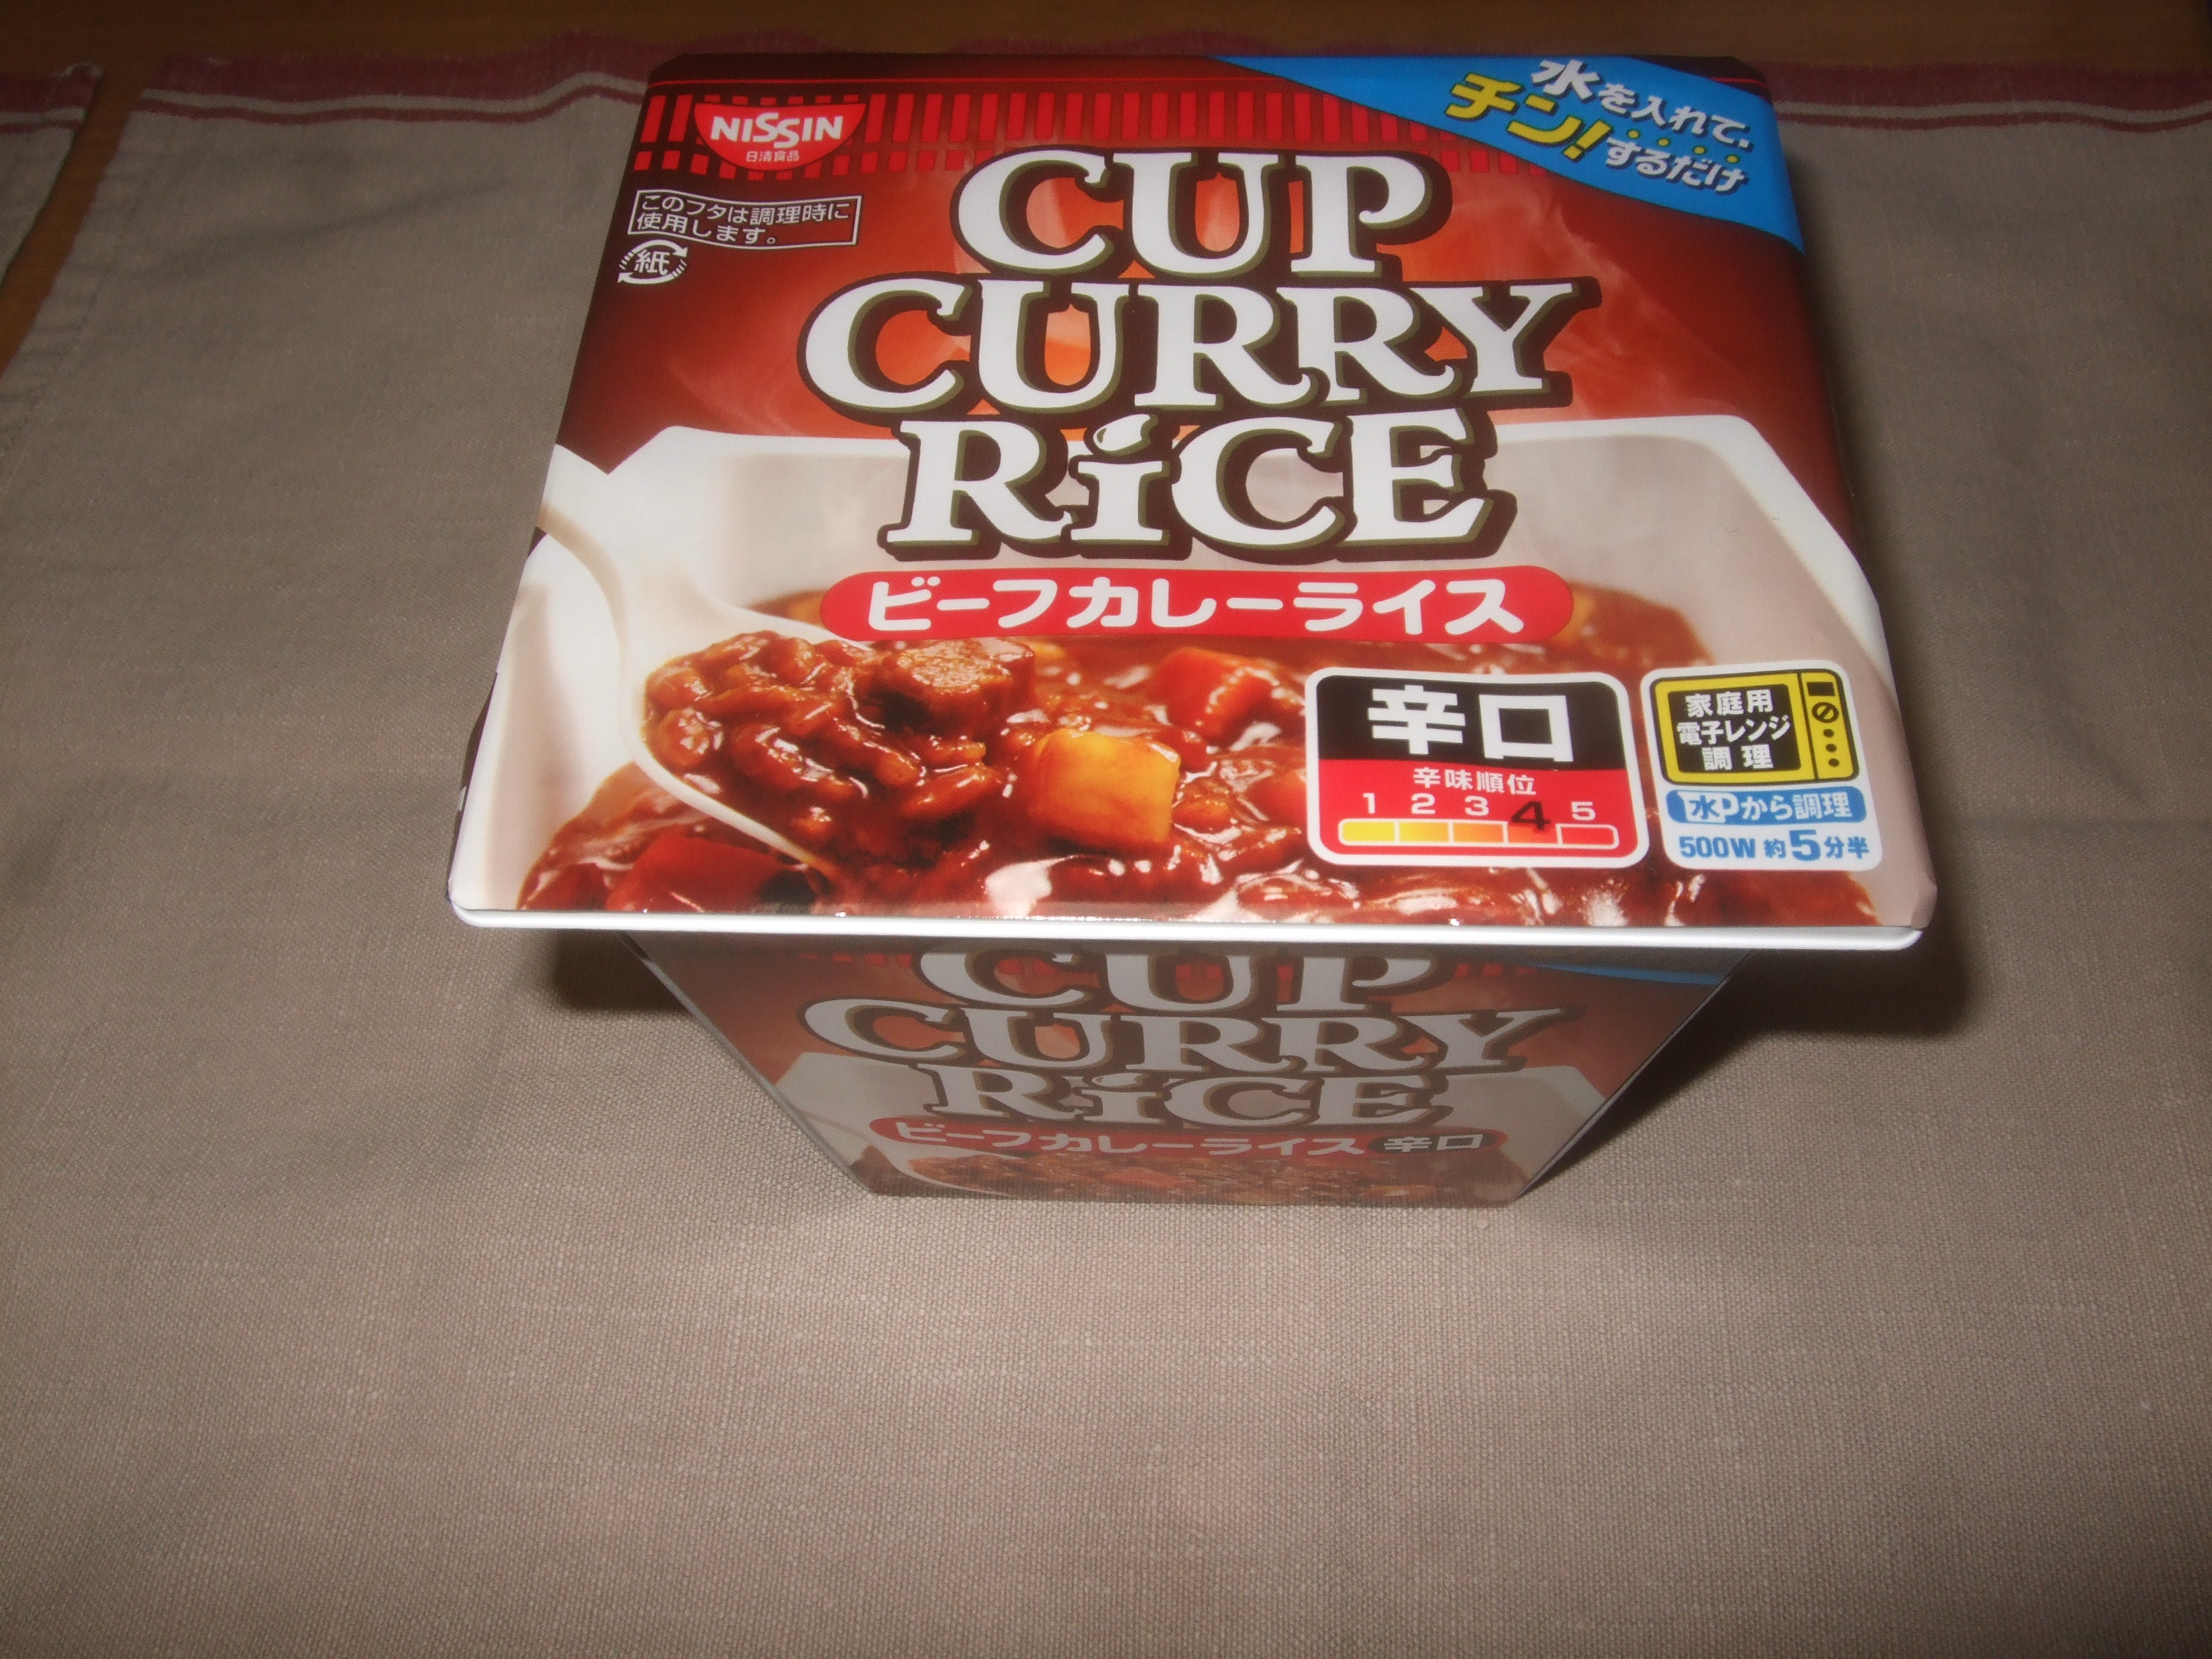 NISSIN
日清食品
水を入れて、
チン!するだけ
このフタは調理時に
使用します。
紙
CUP
CURRY
RiCE
ビーフカレーライス
辛口
辛味順位
1 2 3 4 5
家庭用
電子レンジ
調理
水から調理
500W 約5分半
CUP
CURRY
RiCE
ビーフカレーライス 辛口